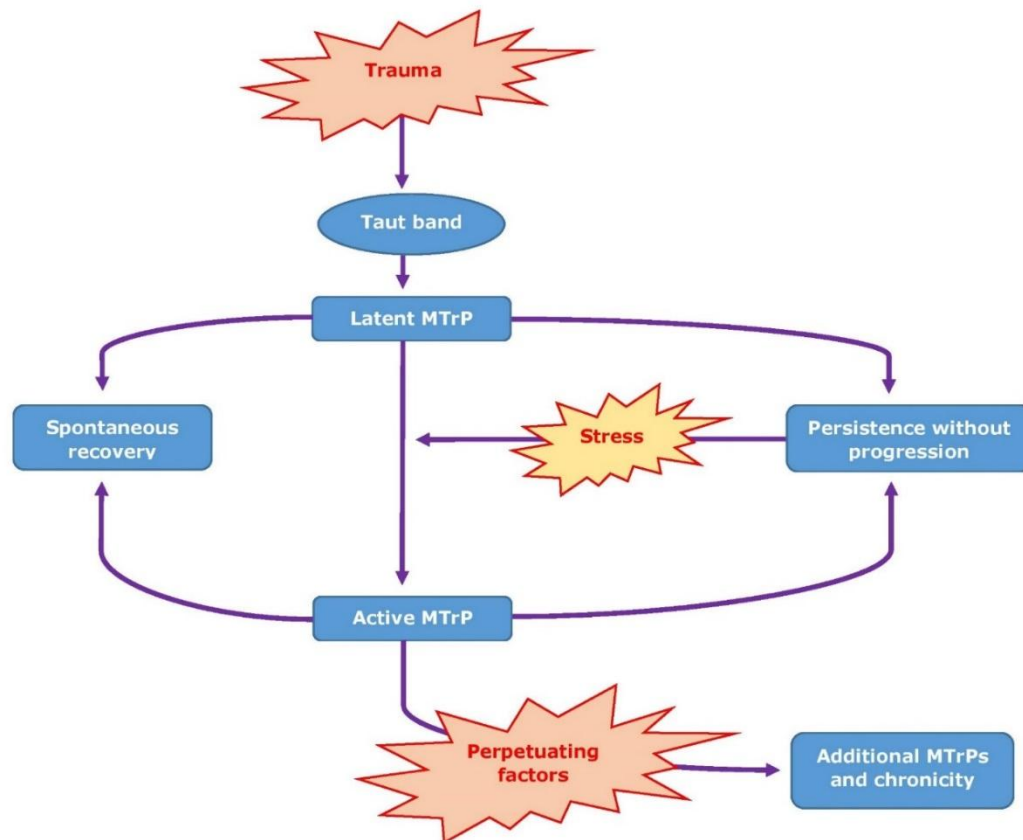 Trauma
Taut band
Latent MTrP
Spontaneous
recovery
Stress
Persistence without
progression
Active MTrP
Perpetuating
factors
Additional MTrPs
and chronicity